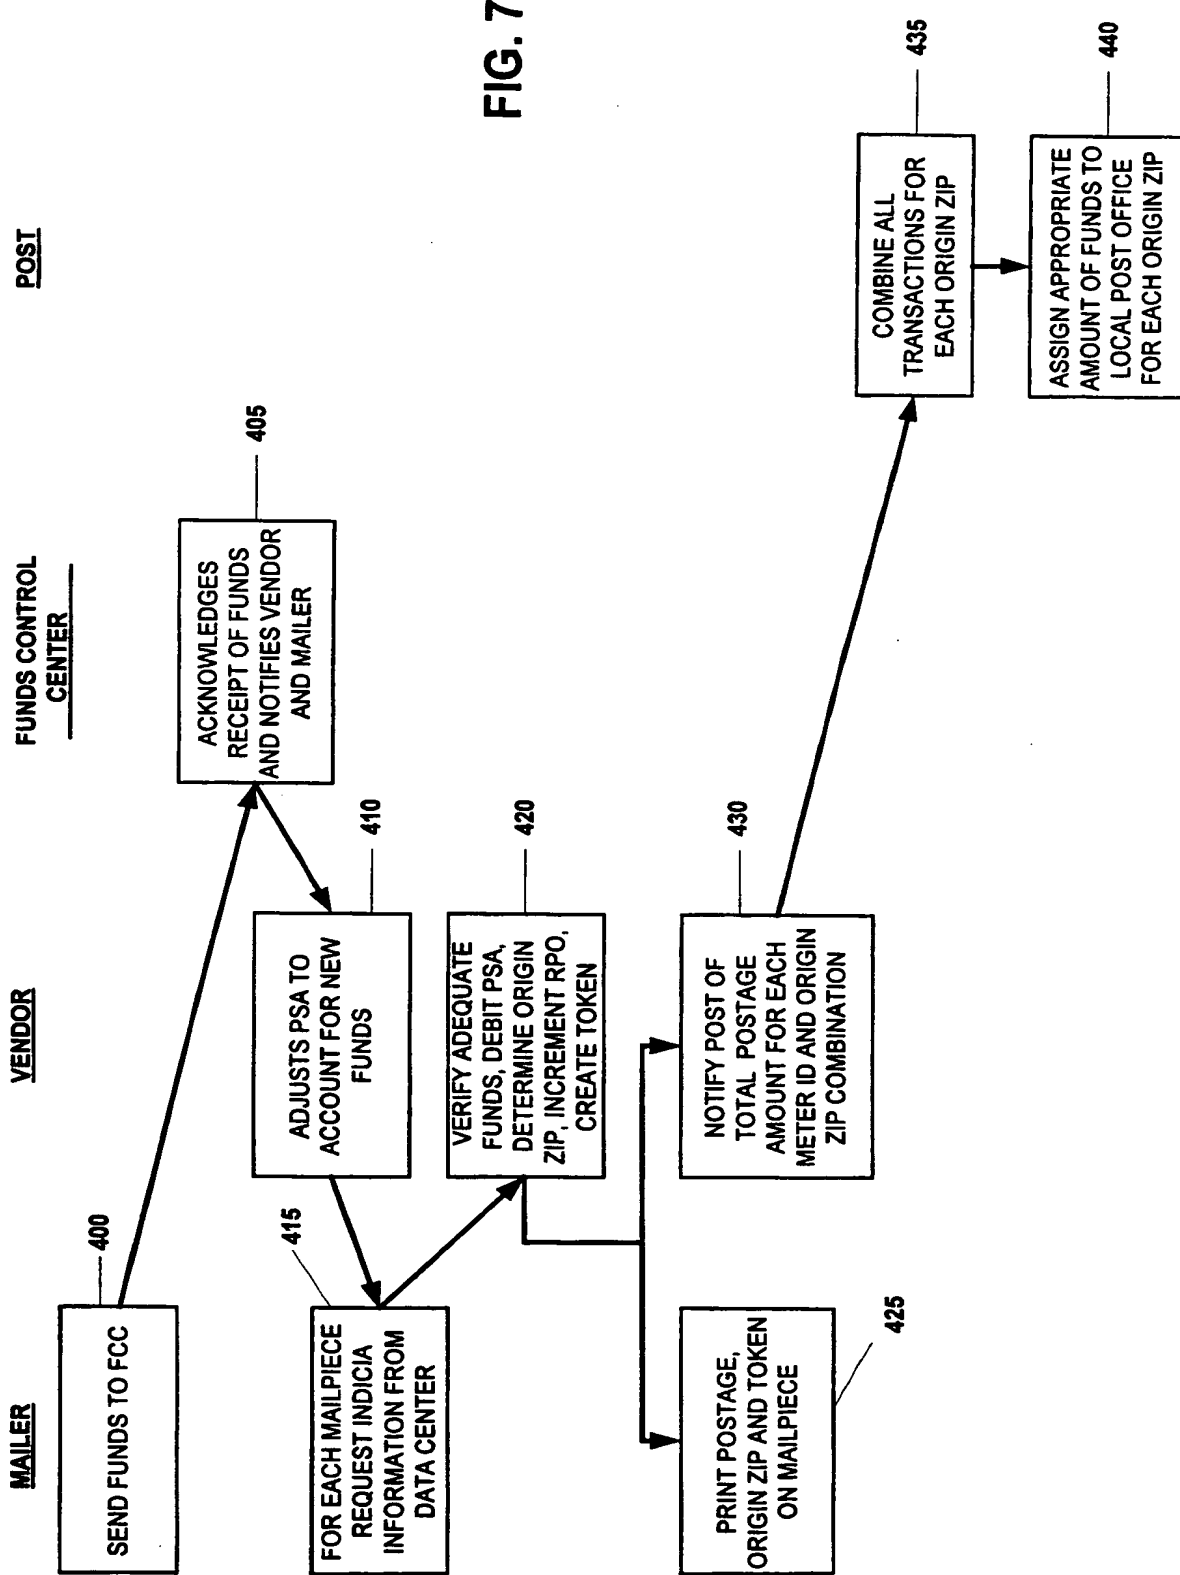 MAILER
VENDOR
FUNDS CONTROL
CENTER
POST
400
SEND FUNDS TO FCC
405
ACKNOWLEDGES
RECEIPT OF FUNDS
AND NOTIFIES VENDOR
AND MAILER
410
ADJUSTS PSA TO
ACCOUNT FOR NEW
FUNDS
415
FOR EACH MAILPIECE
REQUEST INDICIA
INFORMATION FROM
DATA CENTER
420
VERIFY ADEQUATE
FUNDS, DEBIT PSA,
DETERMINE ORIGIN
ZIP, INCREMENT RPO,
CREATE TOKEN
425
PRINT POSTAGE,
ORIGIN ZIP AND TOKEN
ON MAILPIECE
430
NOTIFY POST OF
TOTAL POSTAGE
AMOUNT FOR EACH
METER ID AND ORIGIN
ZIP COMBINATION
435
COMBINE ALL
TRANSACTIONS FOR
EACH ORIGIN ZIP
440
ASSIGN APPROPRIATE
AMOUNT OF FUNDS TO
LOCAL POST OFFICE
FOR EACH ORIGIN ZIP
FIG. 7